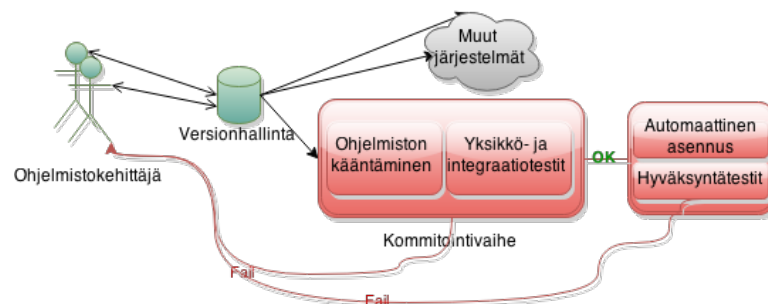 Muut
järjestelmät
Versionhallinta
Ohjelmistokehittäjä
Ohjelmiston
kääntäminen
Yksikkö- ja
integraatiotestit
OK
Automaattinen
asennus
Hyväksyntätestit
Kommitointivaihe
Fail
Fail